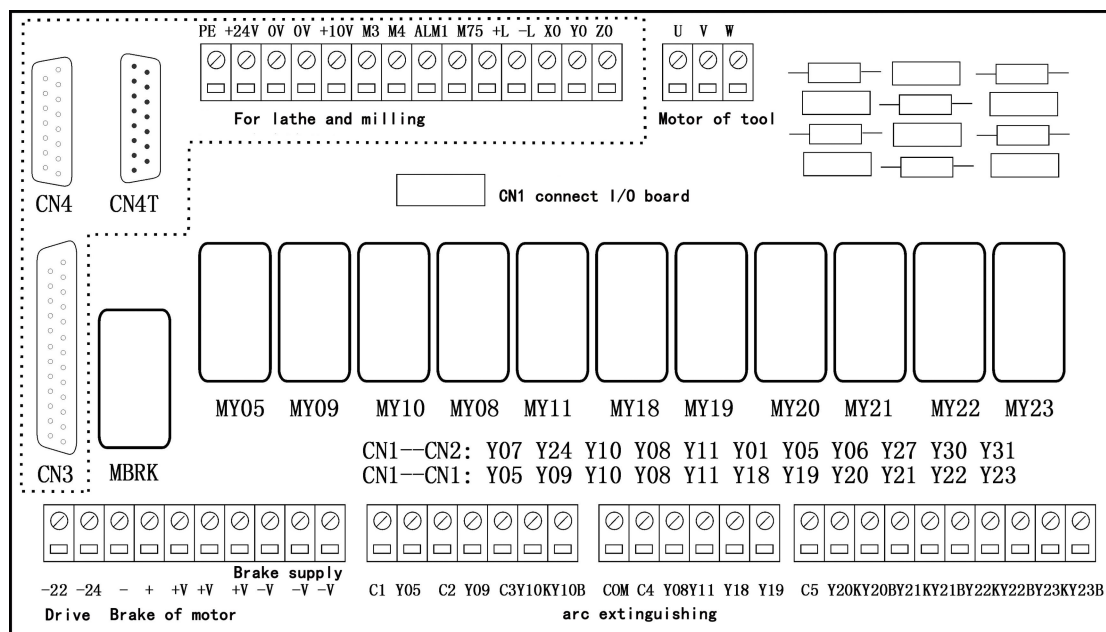 PE +24V 0V 0V +10V M3 M4 ALM1 M75 +L -L X0 Y0 Z0
U V W
For lathe and milling
Motor of tool
CN4 CN4T
CN1 connect I/O board
MY05 MY09 MY10 MY08 MY11 MY18 MY19 MY20 MY21 MY22 MY23
CN1--CN2: Y07 Y24 Y10 Y08 Y11 Y01 Y05 Y06 Y27 Y30 Y31
CN1--CN1: Y05 Y09 Y10 Y08 Y11 Y18 Y19 Y20 Y21 Y22 Y23
CN3 MBRK
Brake supply
-22 -24 - + +V +V +V -V -V -V
C1 Y05 C2 Y09 C3Y10KY10B
COM C4 Y08Y11 Y18 Y19
C5 Y20KY20BY21KY21BY22KY22BY23KY23B
Drive Brake of motor
arc extinguishing